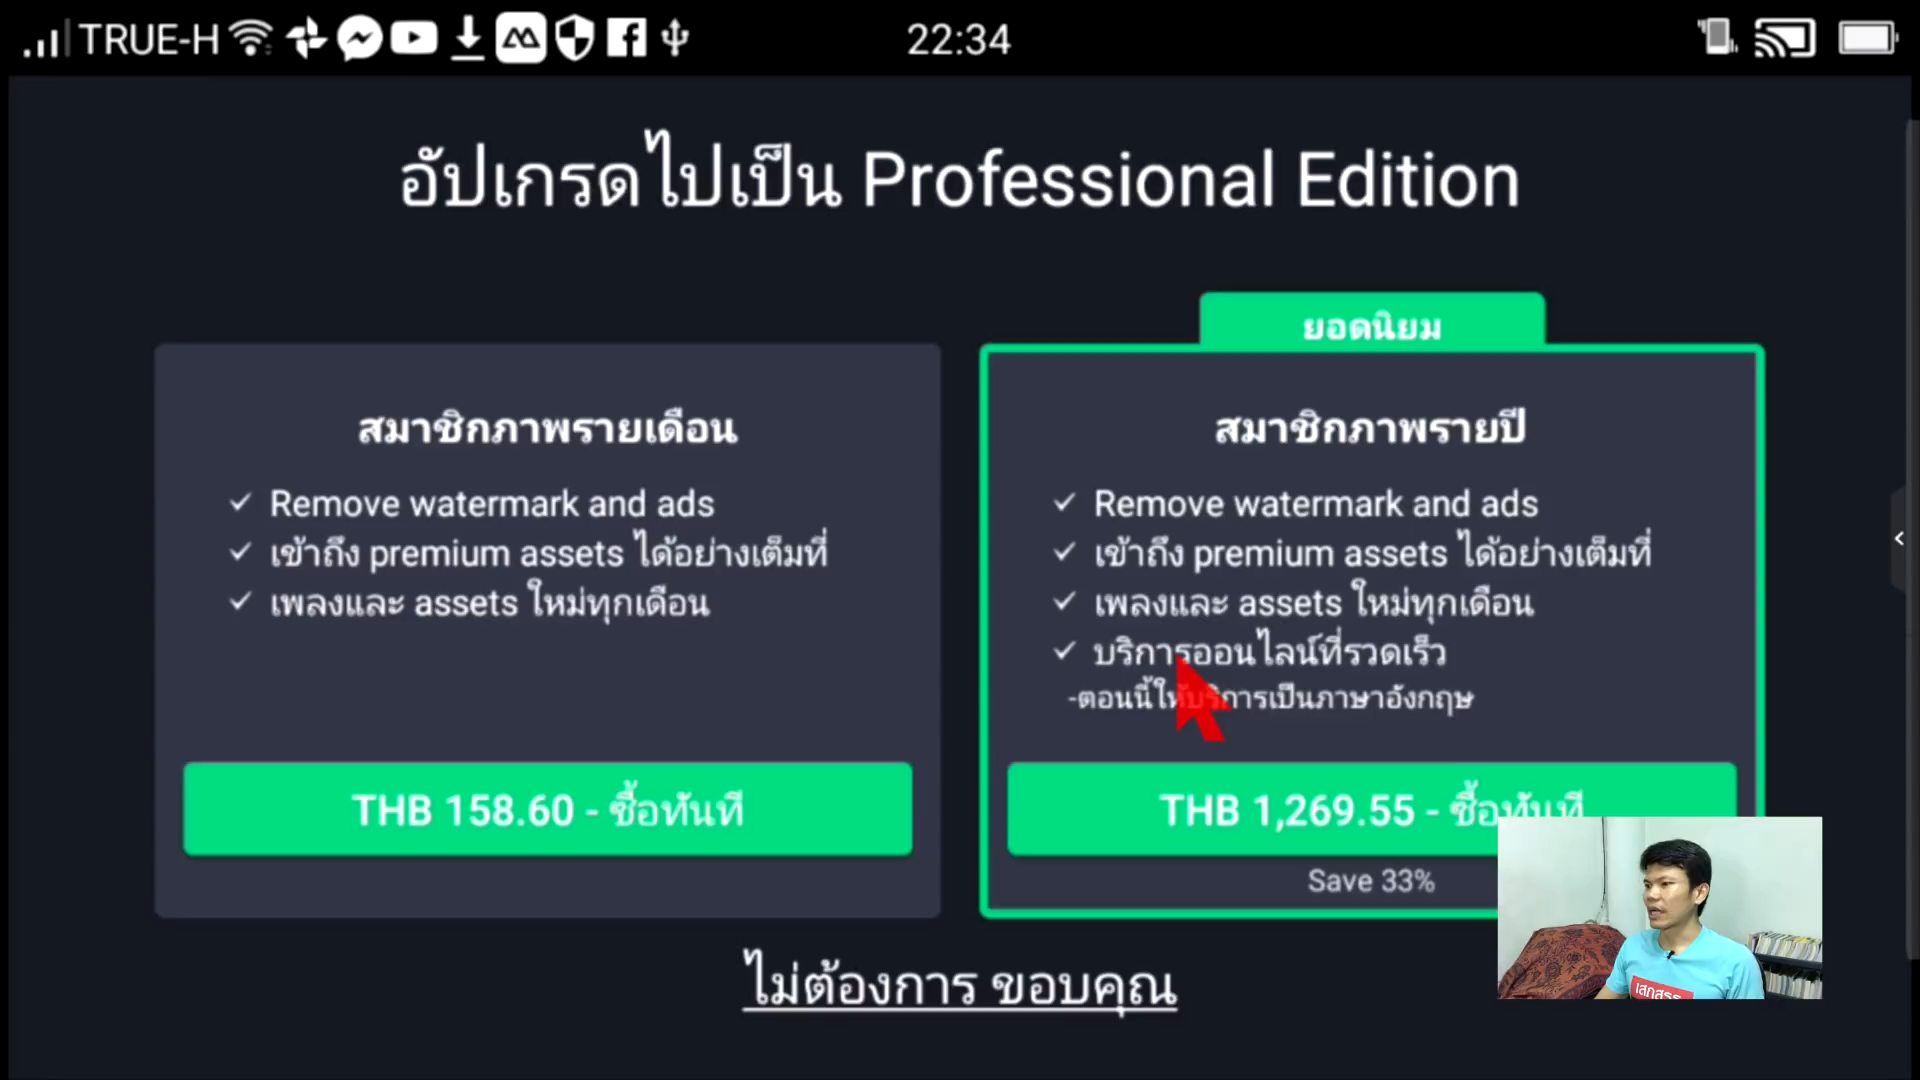 TRUE-H
22:34
อัปเกรดไปเป็น Professional Edition
ยอดนิยม
สมาชิกภาพรายเดือน
✓ Remove watermark and ads
✓ เข้าถึง premium assets ได้อย่างเต็มที่
✓ เพลงและ assets ใหม่ทุกเดือน
THB 158.60 - ซื้อทันที
สมาชิกภาพรายปี
✓ Remove watermark and ads
✓ เข้าถึง premium assets ได้อย่างเต็มที่
✓ เพลงและ assets ใหม่ทุกเดือน
✓ บริการออนไลน์ที่รวดเร็ว
-ตอนนี้ให้บริการเป็นภาษาอังกฤษ
THB 1,269.55 - ซื้อทันที
Save 33%
ไม่ต้องการ ขอบคุณ